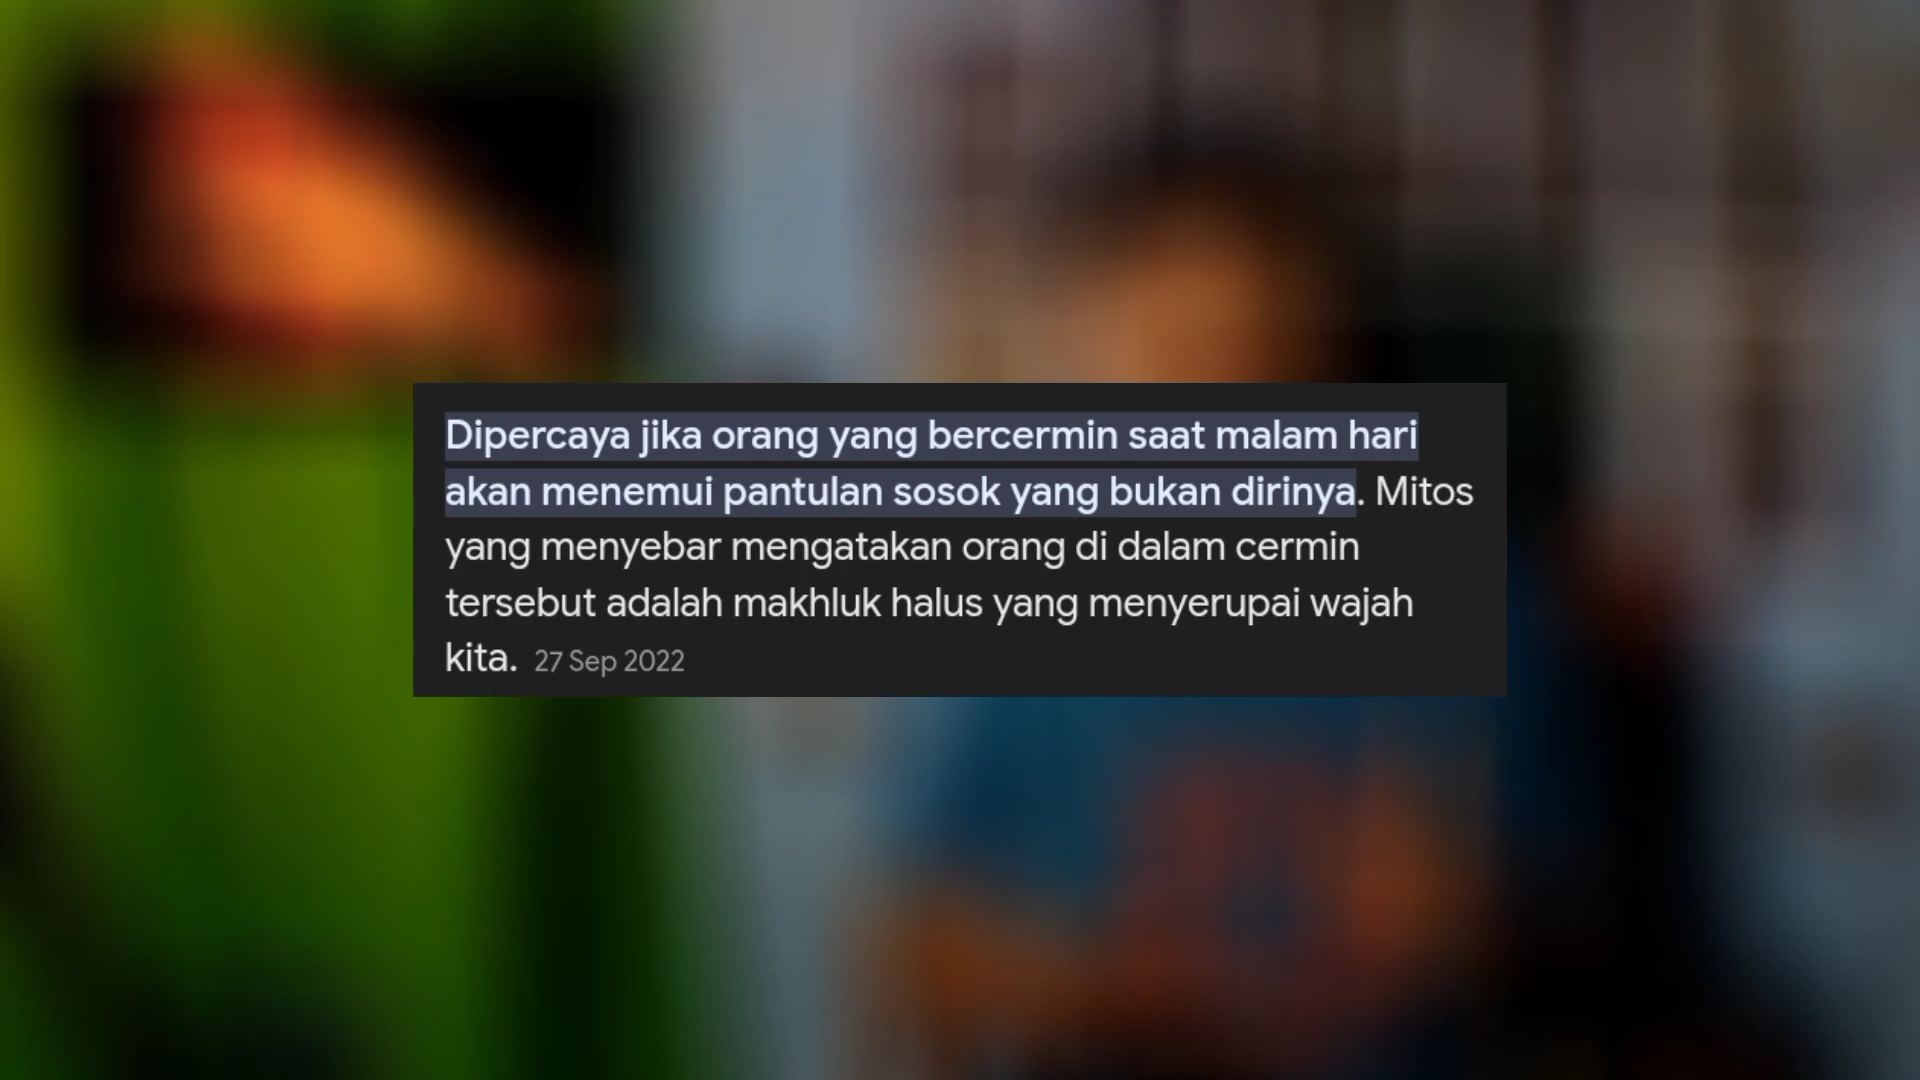 Dipercaya jika orang yang bercermin saat malam hari
akan menemui pantulan sosok yang bukan dirinya. Mitos
yang menyebar mengatakan orang di dalam cermin
tersebut adalah makhluk halus yang menyerupai wajah
kita. 27 Sep 2022